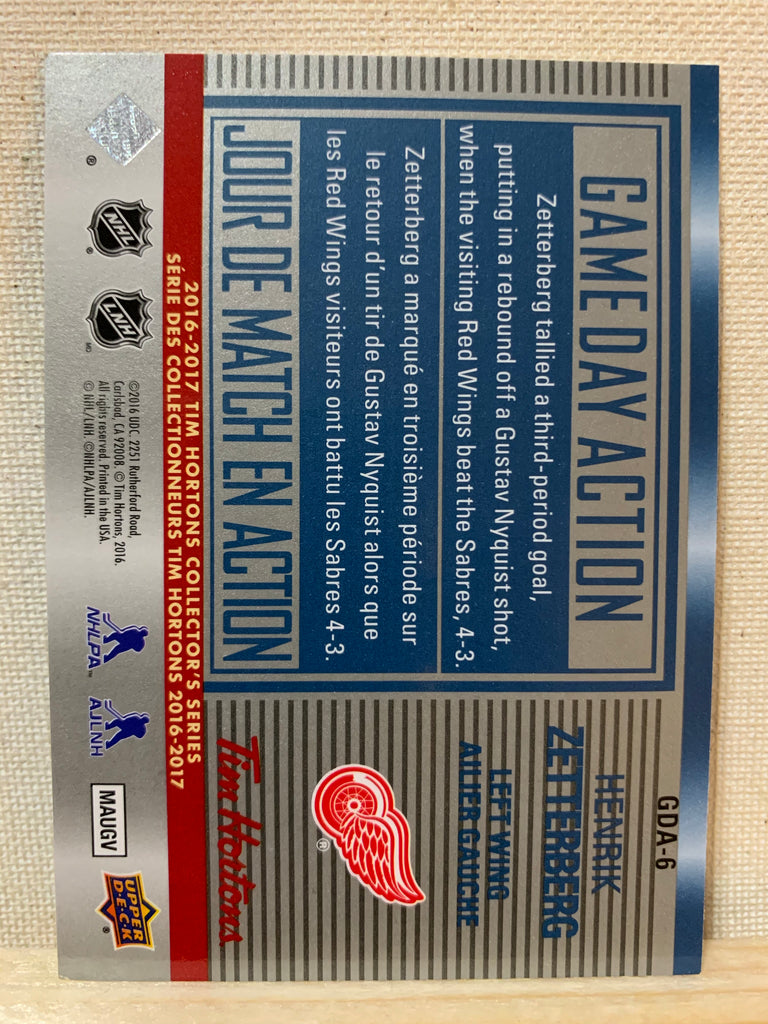 GDA-6
GAME DAY ACTION
Zetterberg tallied a third-period goal,
putting in a rebound off a Gustav Nyquist shot,
when the visiting Red Wings beat the Sabres, 4-3.
Zetterberg a marqué en troisième période sur
le retour d'un tir de Gustav Nyquist alors que
les Red Wings visiteurs ont battu les Sabres 4-3.
JOUR DE MATCH EN ACTION
HENRIK
ZETTERBERG
LEFT WING
AILIER GAUCHE
®
Tim Hortons
2016-2017 TIM HORTONS COLLECTOR'S SERIES
SÉRIE DES COLLECTIONNEURS TIM HORTONS 2016-2017
®
NHL
®
LNH
MD
©2016 UDC. 2251 Rutherford Road,
Carlsbad, CA 92008. © Tim Hortons, 2016.
All rights reserved. Printed in the USA.
© NHL/LNH. ©NHLPA/AJLNH.
NHLPA™
AJLNH
MAUGV
UPPER
D.E.C.K
®